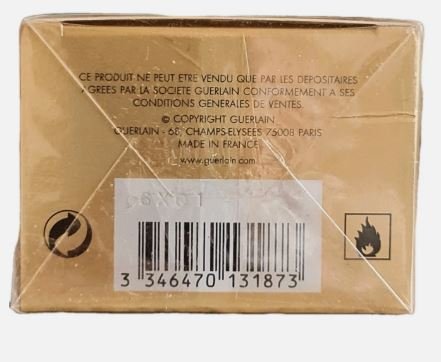 CE PRODUIT NE PEUT ETRE VENDU QUE PAR LES DEPOSITAIRES
AGREES PAR LA SOCIETE GUERLAIN CONFORMEMENT A SES
CONDITIONS GENERALES DE VENTES.
© COPYRIGHT GUERLAIN
GUERLAIN - 68, CHAMPS-ELYSEES 75008 PARIS
MADE IN FRANCE
www.guerlain.com
6X01
3 346470 131873